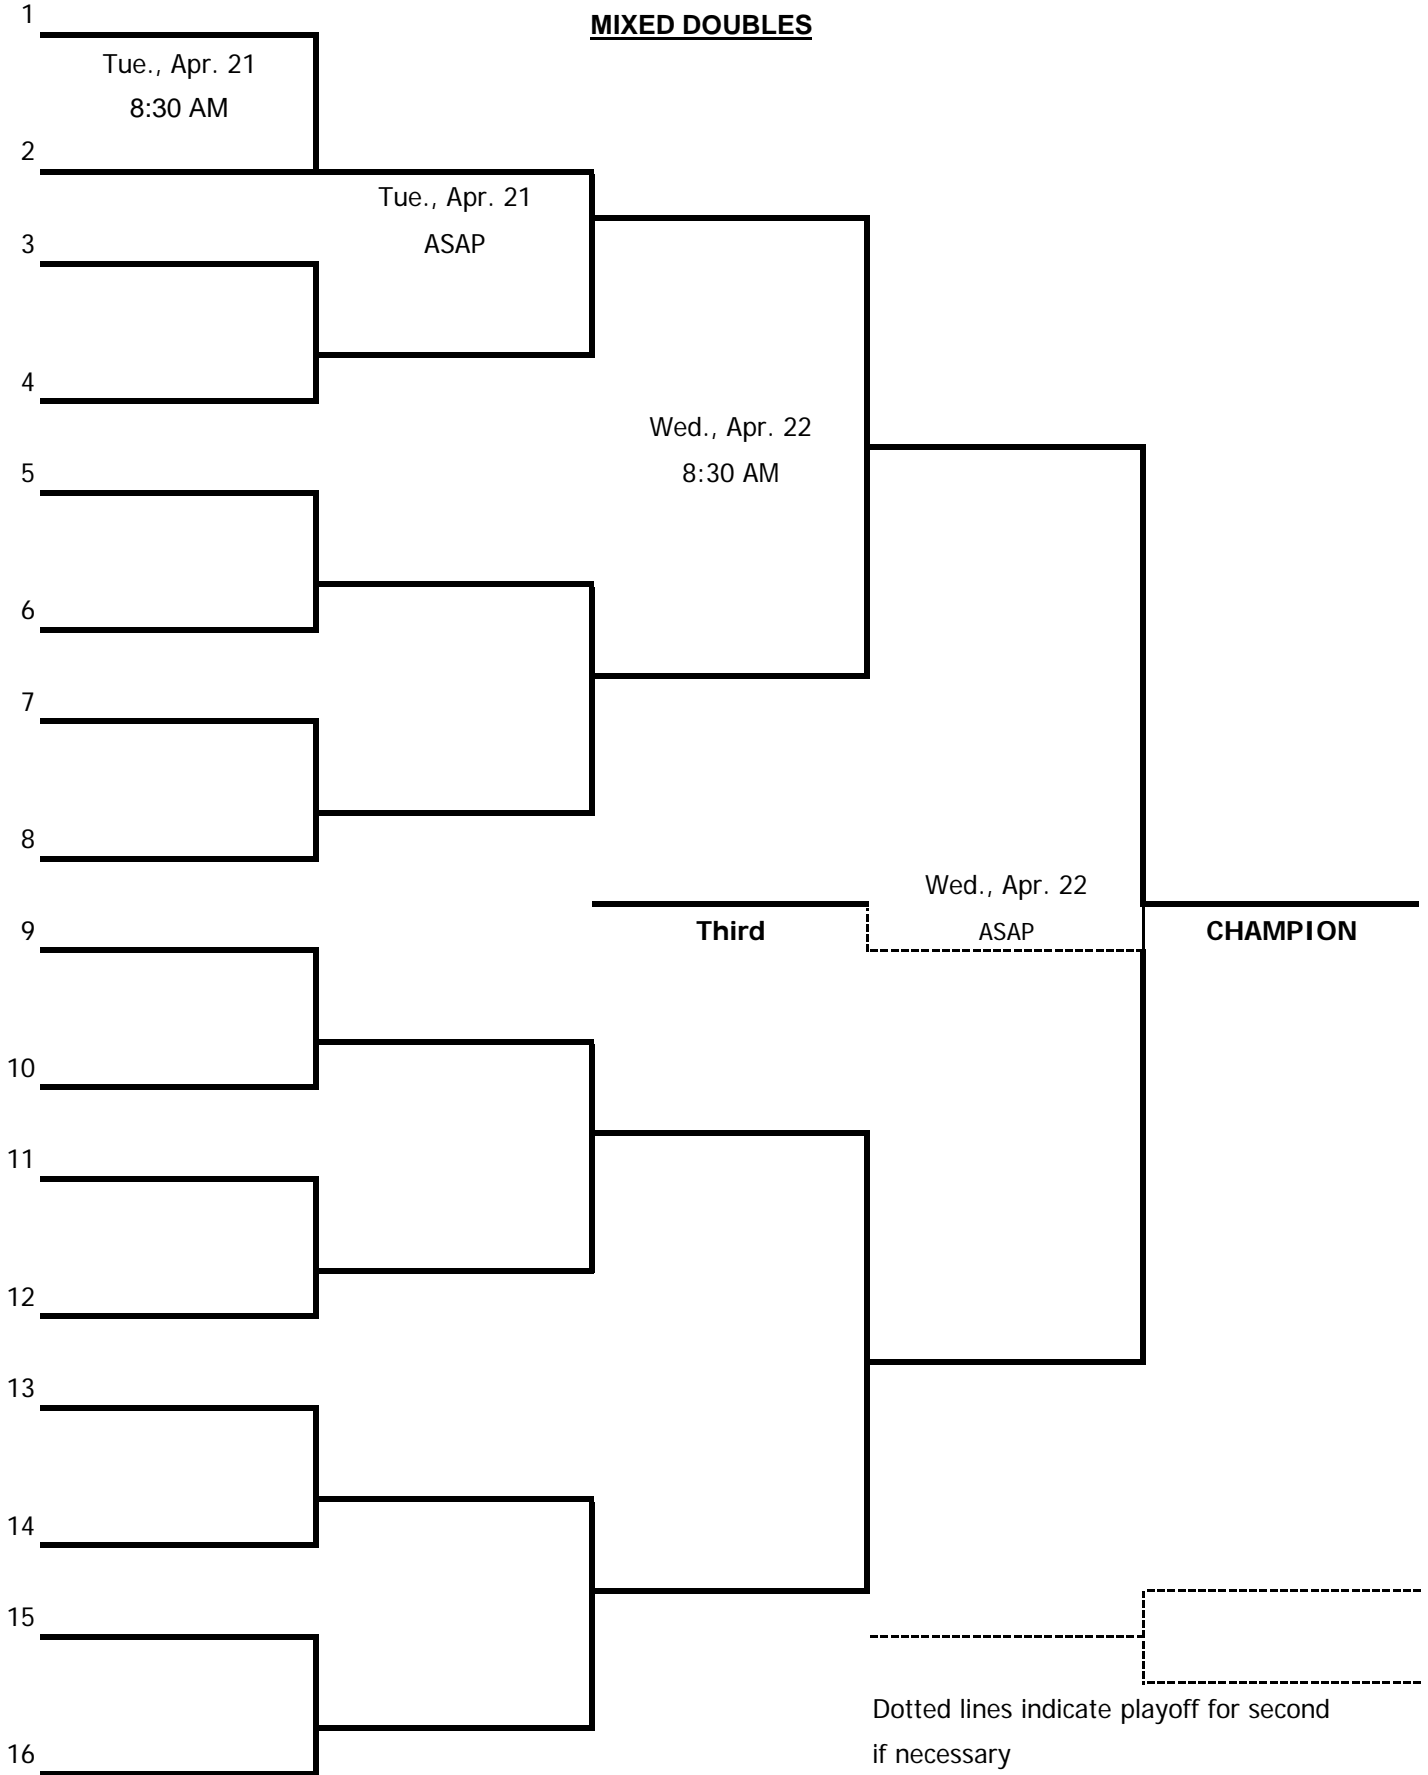 MIXED DOUBLES
1
Tue., Apr. 21
8:30 AM
2
Tue., Apr. 21
ASAP
3
4
Wed., Apr. 22
8:30 AM
5
6
7
8
Wed., Apr. 22
ASAP
Third
CHAMPION
9
10
11
12
13
14
15
16
Dotted lines indicate playoff for second
if necessary